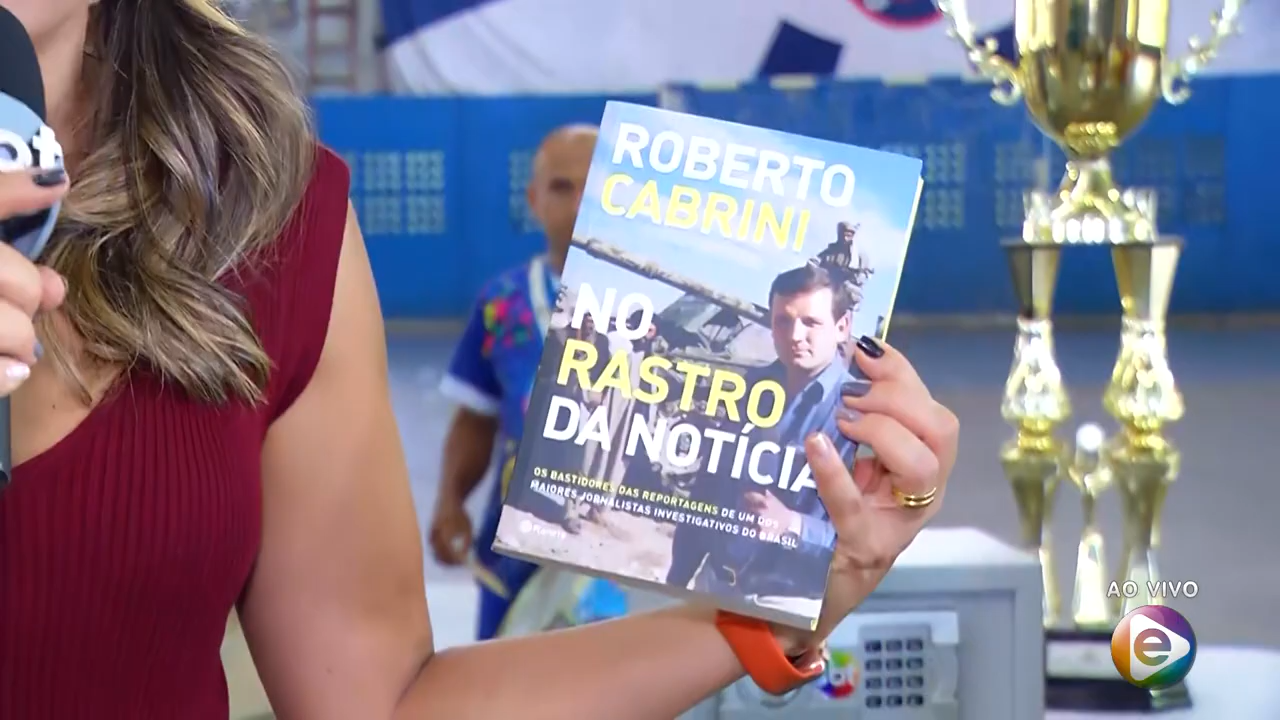 ROBERTO
CABRINI
NO
RASTRO
DA NOTÍCIA
OS BASTIDORES DAS REPORTAGENS DE UM DOS
MAIORES JORNALISTAS INVESTIGATIVOS DO BRASIL
Planeta
AO VIVO
e